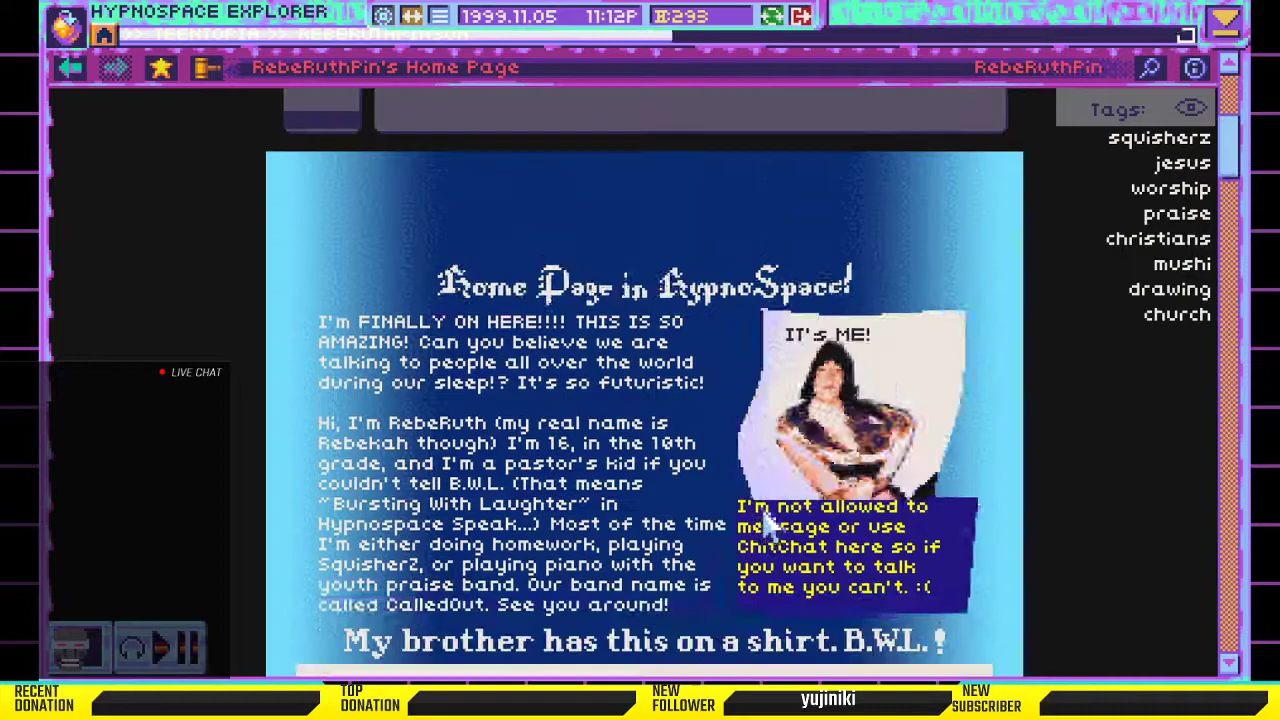 HYPNOSPACE EXPLORER
1999.11.05
11:12P
293
>> TEENTOPIA >>
RebeRuthPin's Home Page
RebeRuthPin
Tags:
squisherz
jesus
worship
praise
christians
mushi
drawing
church
Home Page in HypnoSpace!
I'm FINALLY ON HERE!!!! THIS IS SO
AMAZING! Can you believe we are
talking to people all over the world
during our sleep!? It's so futuristic!
Hi, I'm RebeRuth (my real name is
Rebekah though) I'm 16, in the 10th
grade, and I'm a pastor's kid if you
couldn't tell B.W.L. (That means
"Bursting With Laughter" in
Hypnospace Speak...) Most of the time
I'm either doing homework, playing
SquisherZ, or playing piano with the
youth praise band. Our band name is
called CalledOut. See you around!
IT's ME!
I'm not allowed to
message or use
ChitChat here so if
you want to talk
to me you can't. :(
My brother has this on a shirt. B.W.L.!
LIVE CHAT
RECENT
DONATION
TOP
DONATION
NEW
FOLLOWER
yujiniki
NEW
SUBSCRIBER